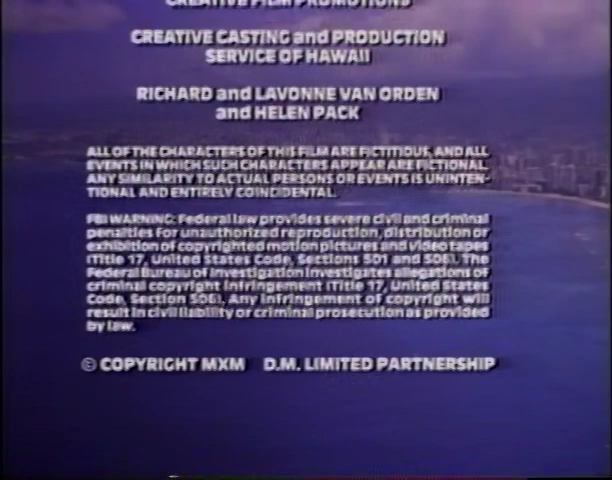 CREATIVE FILM PROMOTIONS
CREATIVE CASTING and PRODUCTION
SERVICE OF HAWAII
RICHARD and LAVONNE VAN ORDEN
and HELEN PACK
ALL OF THE CHARACTERS OF THIS FILM ARE FICTITIOUS, AND ALL
EVENTS IN WHICH SUCH CHARACTERS APPEAR ARE FICTIONAL.
ANY SIMILARITY TO ACTUAL PERSONS OR EVENTS IS UNINTEN-
TIONAL AND ENTIRELY COINCIDENTAL.
FBI WARNING: Federal law provides severe civil and criminal
penalties for unauthorized reproduction, distribution or
exhibition of copyrighted motion pictures and video tapes
(Title 17, United States Code, Sections 501 and 506). The
Federal Bureau of Investigation investigates allegations of
criminal copyright infringement (Title 17, United States
Code, Section 506). Any infringement of copyright will
result in civil liability or criminal prosecution as provided
by law.
© COPYRIGHT MXM D.M. LIMITED PARTNERSHIP